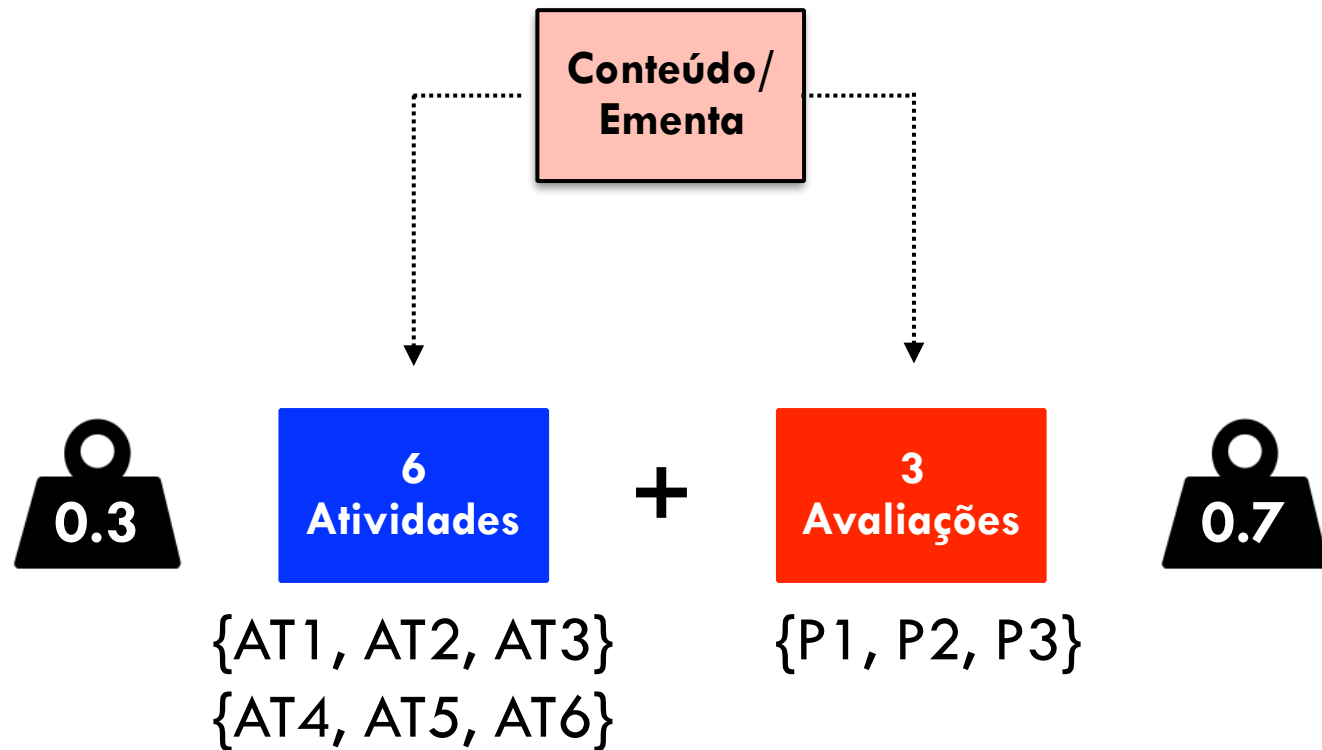 Conteúdo/
Ementa
0.3
6
Atividades
+
3
Avaliações
0.7
{AT1, AT2, AT3}
{P1, P2, P3}
{AT4, AT5, AT6}